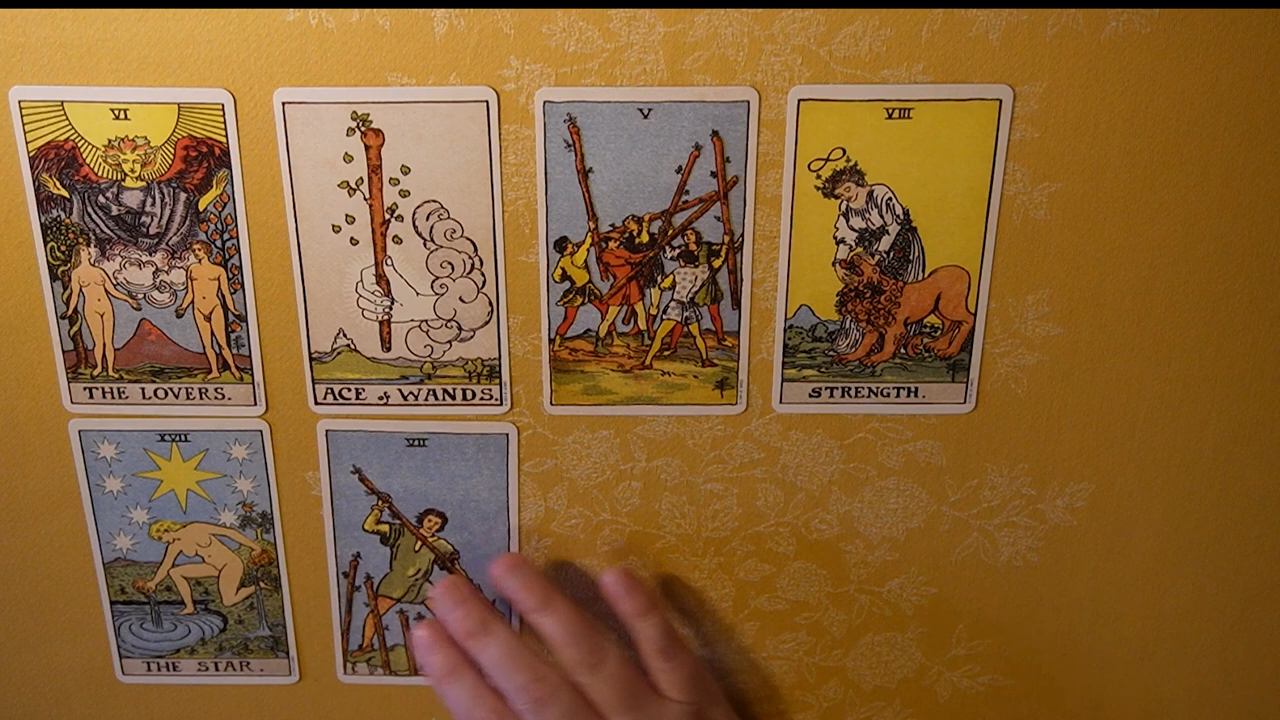 VI
THE LOVERS.
ACE of WANDS.
V
VIII
STRENGTH.
XVII
THE STAR.
VII